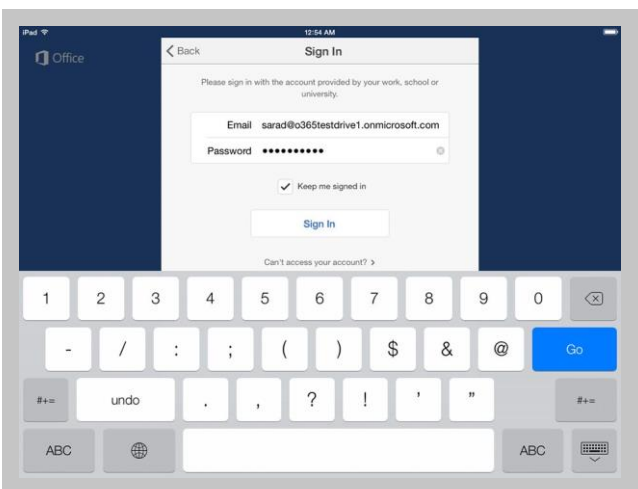 iPad 12:54 AM
Office
Back Sign In
Please sign in with the account provided by your work, school or
university.
Email sarad@o365testdrive1.onmicrosoft.com
Password ••••••••••
Keep me signed in
Sign In
Can't access your account? >
1 2 3 4 5 6 7 8 9 0
- / : ; ( ) $ & @ Go
#+= undo . , ? ! ' " #+=
ABC ABC